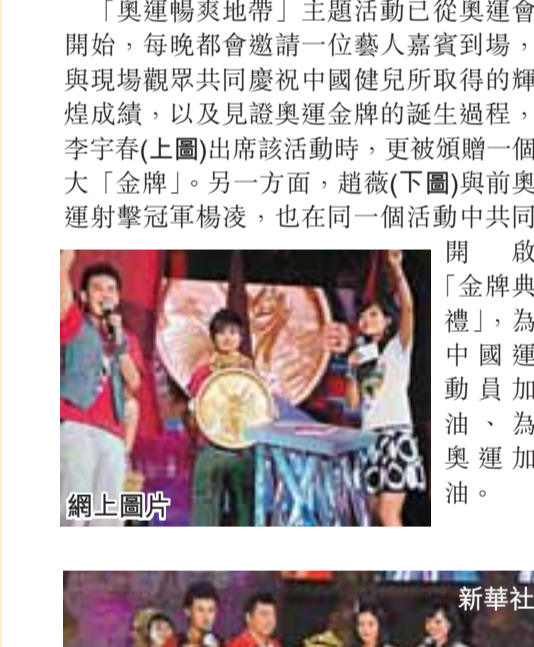 「奧運暢爽地帶」主題活動已從奧運會
開始，每晚都會邀請一位藝人嘉賓到場，
與現場觀眾共同慶祝中國健兒所取得的輝
煌成績，以及見證奧運金牌的誕生過程，
李宇春(上圖)出席該活動時，更被頒贈一個
大「金牌」。另一方面，趙薇(下圖)與前奧
運射擊冠軍楊凌，也在同一個活動中共同
開啟
「金牌典
禮」，為
中國運
動員加
油、為
奧運加
油。
網上圖片
新華社